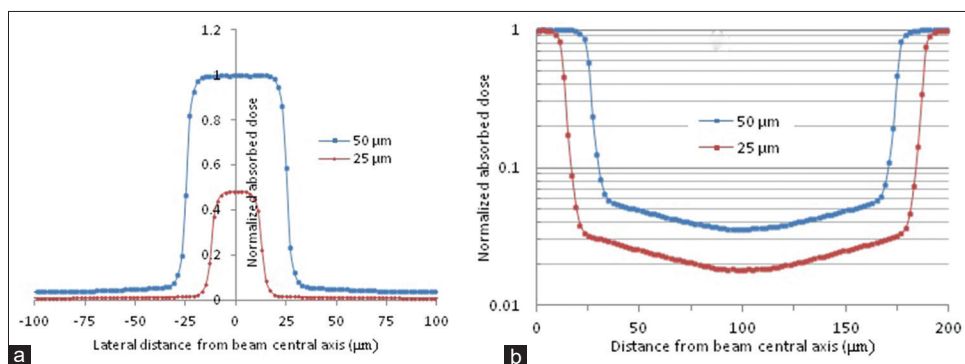 1.2
1
0.8
0.6
0.4
0.2
0
Normalized absorbed dose
50 µm
25 µm
-100 -75 -50 -25 0 25 50 75 100
Lateral distance from beam central axis (µm)
a
1
0.1
0.01
Normalized absorbed dose
50 µm
25 µm
0 50 100 150 200
Distance from beam central axis (µm)
b